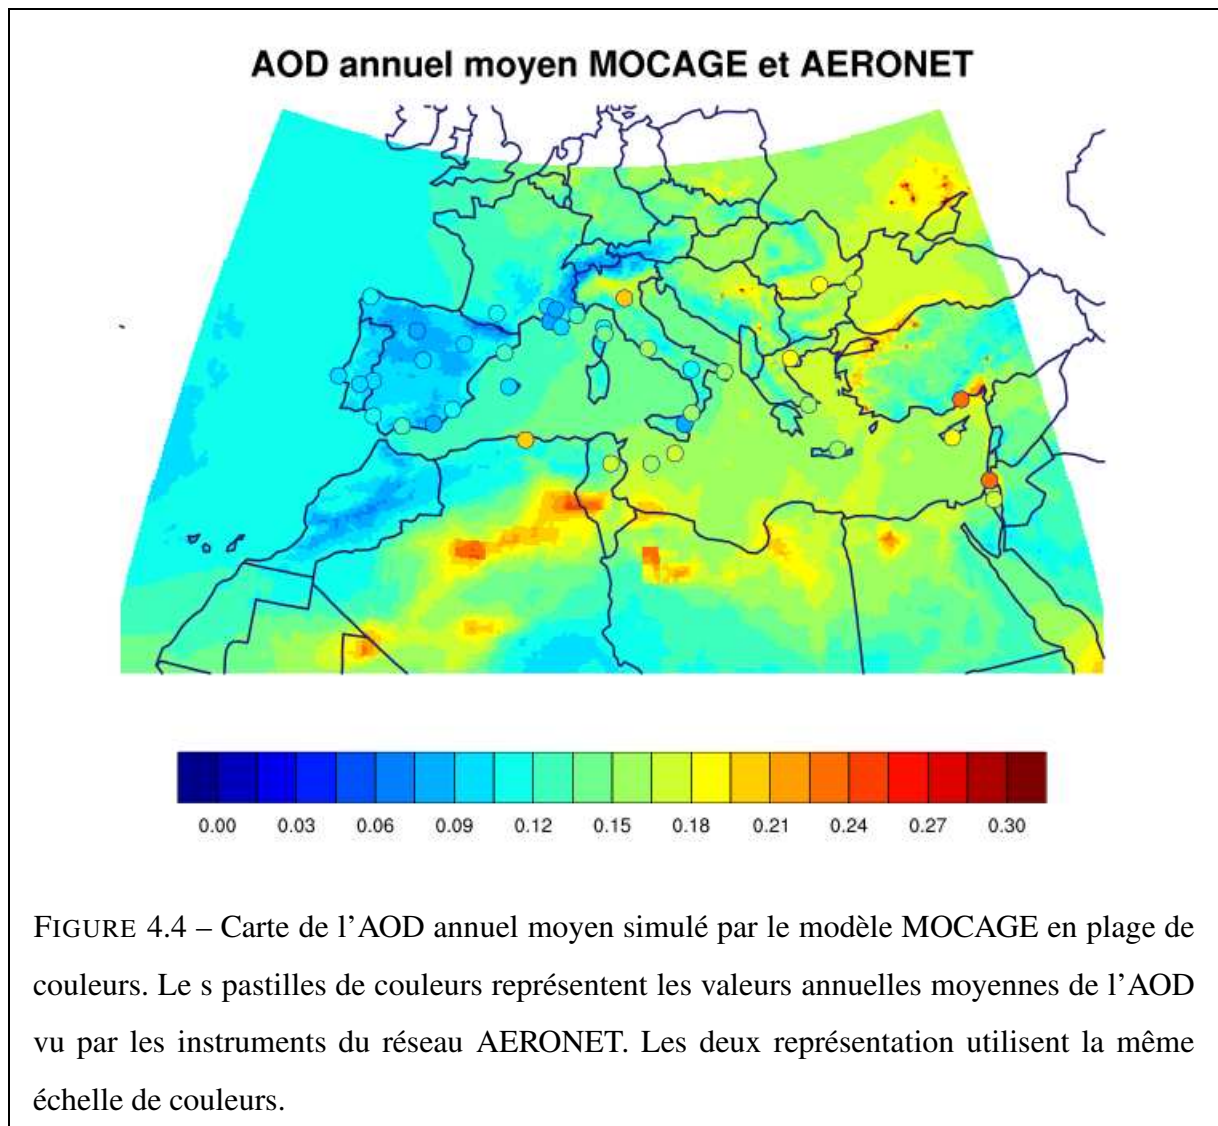 AOD annuel moyen MOCAGE et AERONET
0.00 0.03 0.06 0.09 0.12 0.15 0.18 0.21 0.24 0.27 0.30
FIGURE 4.4 – Carte de l'AOD annuel moyen simulé par le modèle MOCAGE en plage de
couleurs. Le s pastilles de couleurs représentent les valeurs annuelles moyennes de l'AOD
vu par les instruments du réseau AERONET. Les deux représentation utilisent la même
échelle de couleurs.